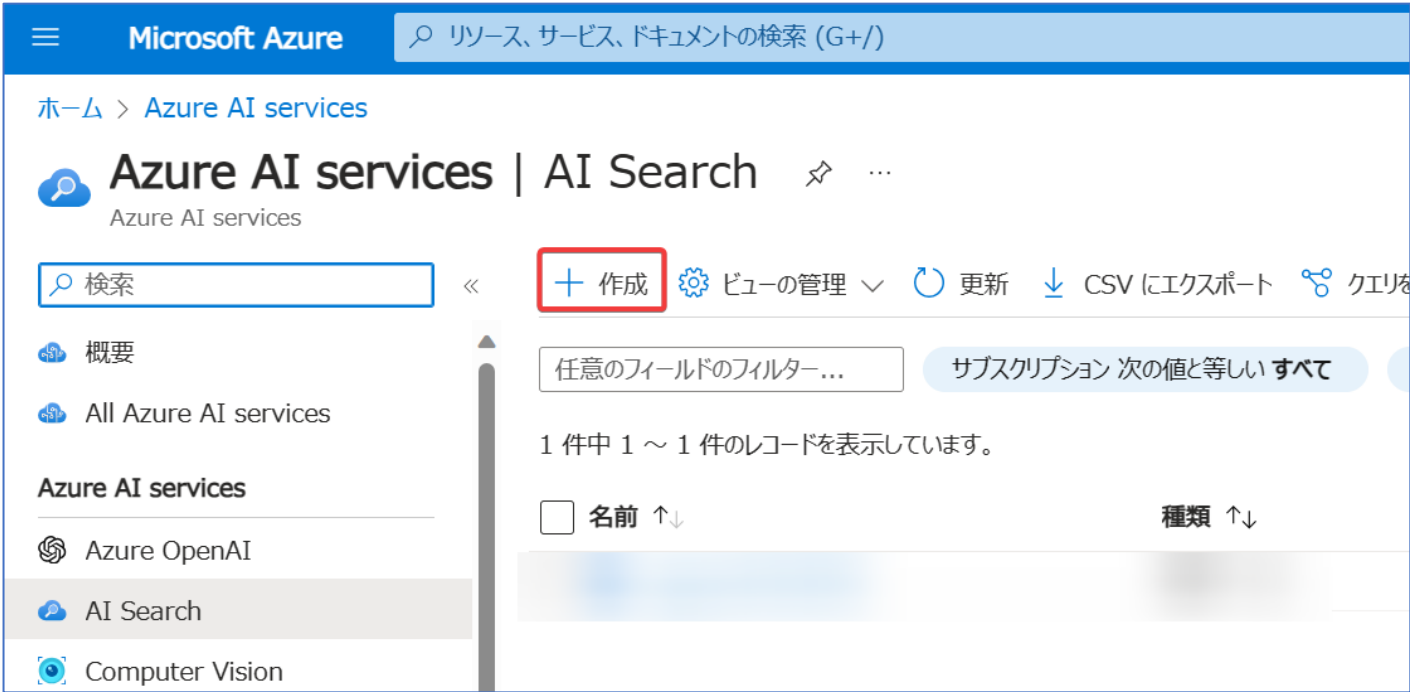 Microsoft Azure
リソース、サービス、ドキュメントの検索 (G+/)
ホーム > Azure AI services
Azure AI services | AI Search
Azure AI services
検索
概要
All Azure AI services
Azure AI services
Azure OpenAI
AI Search
Computer Vision
作成 ビューの管理 更新 CSV にエクスポート クエリを
任意のフィールドのフィルター... サブスクリプション 次の値と等しい すべて
1 件中 1 ～ 1 件のレコードを表示しています。
名前 ↑↓ 種類 ↑↓